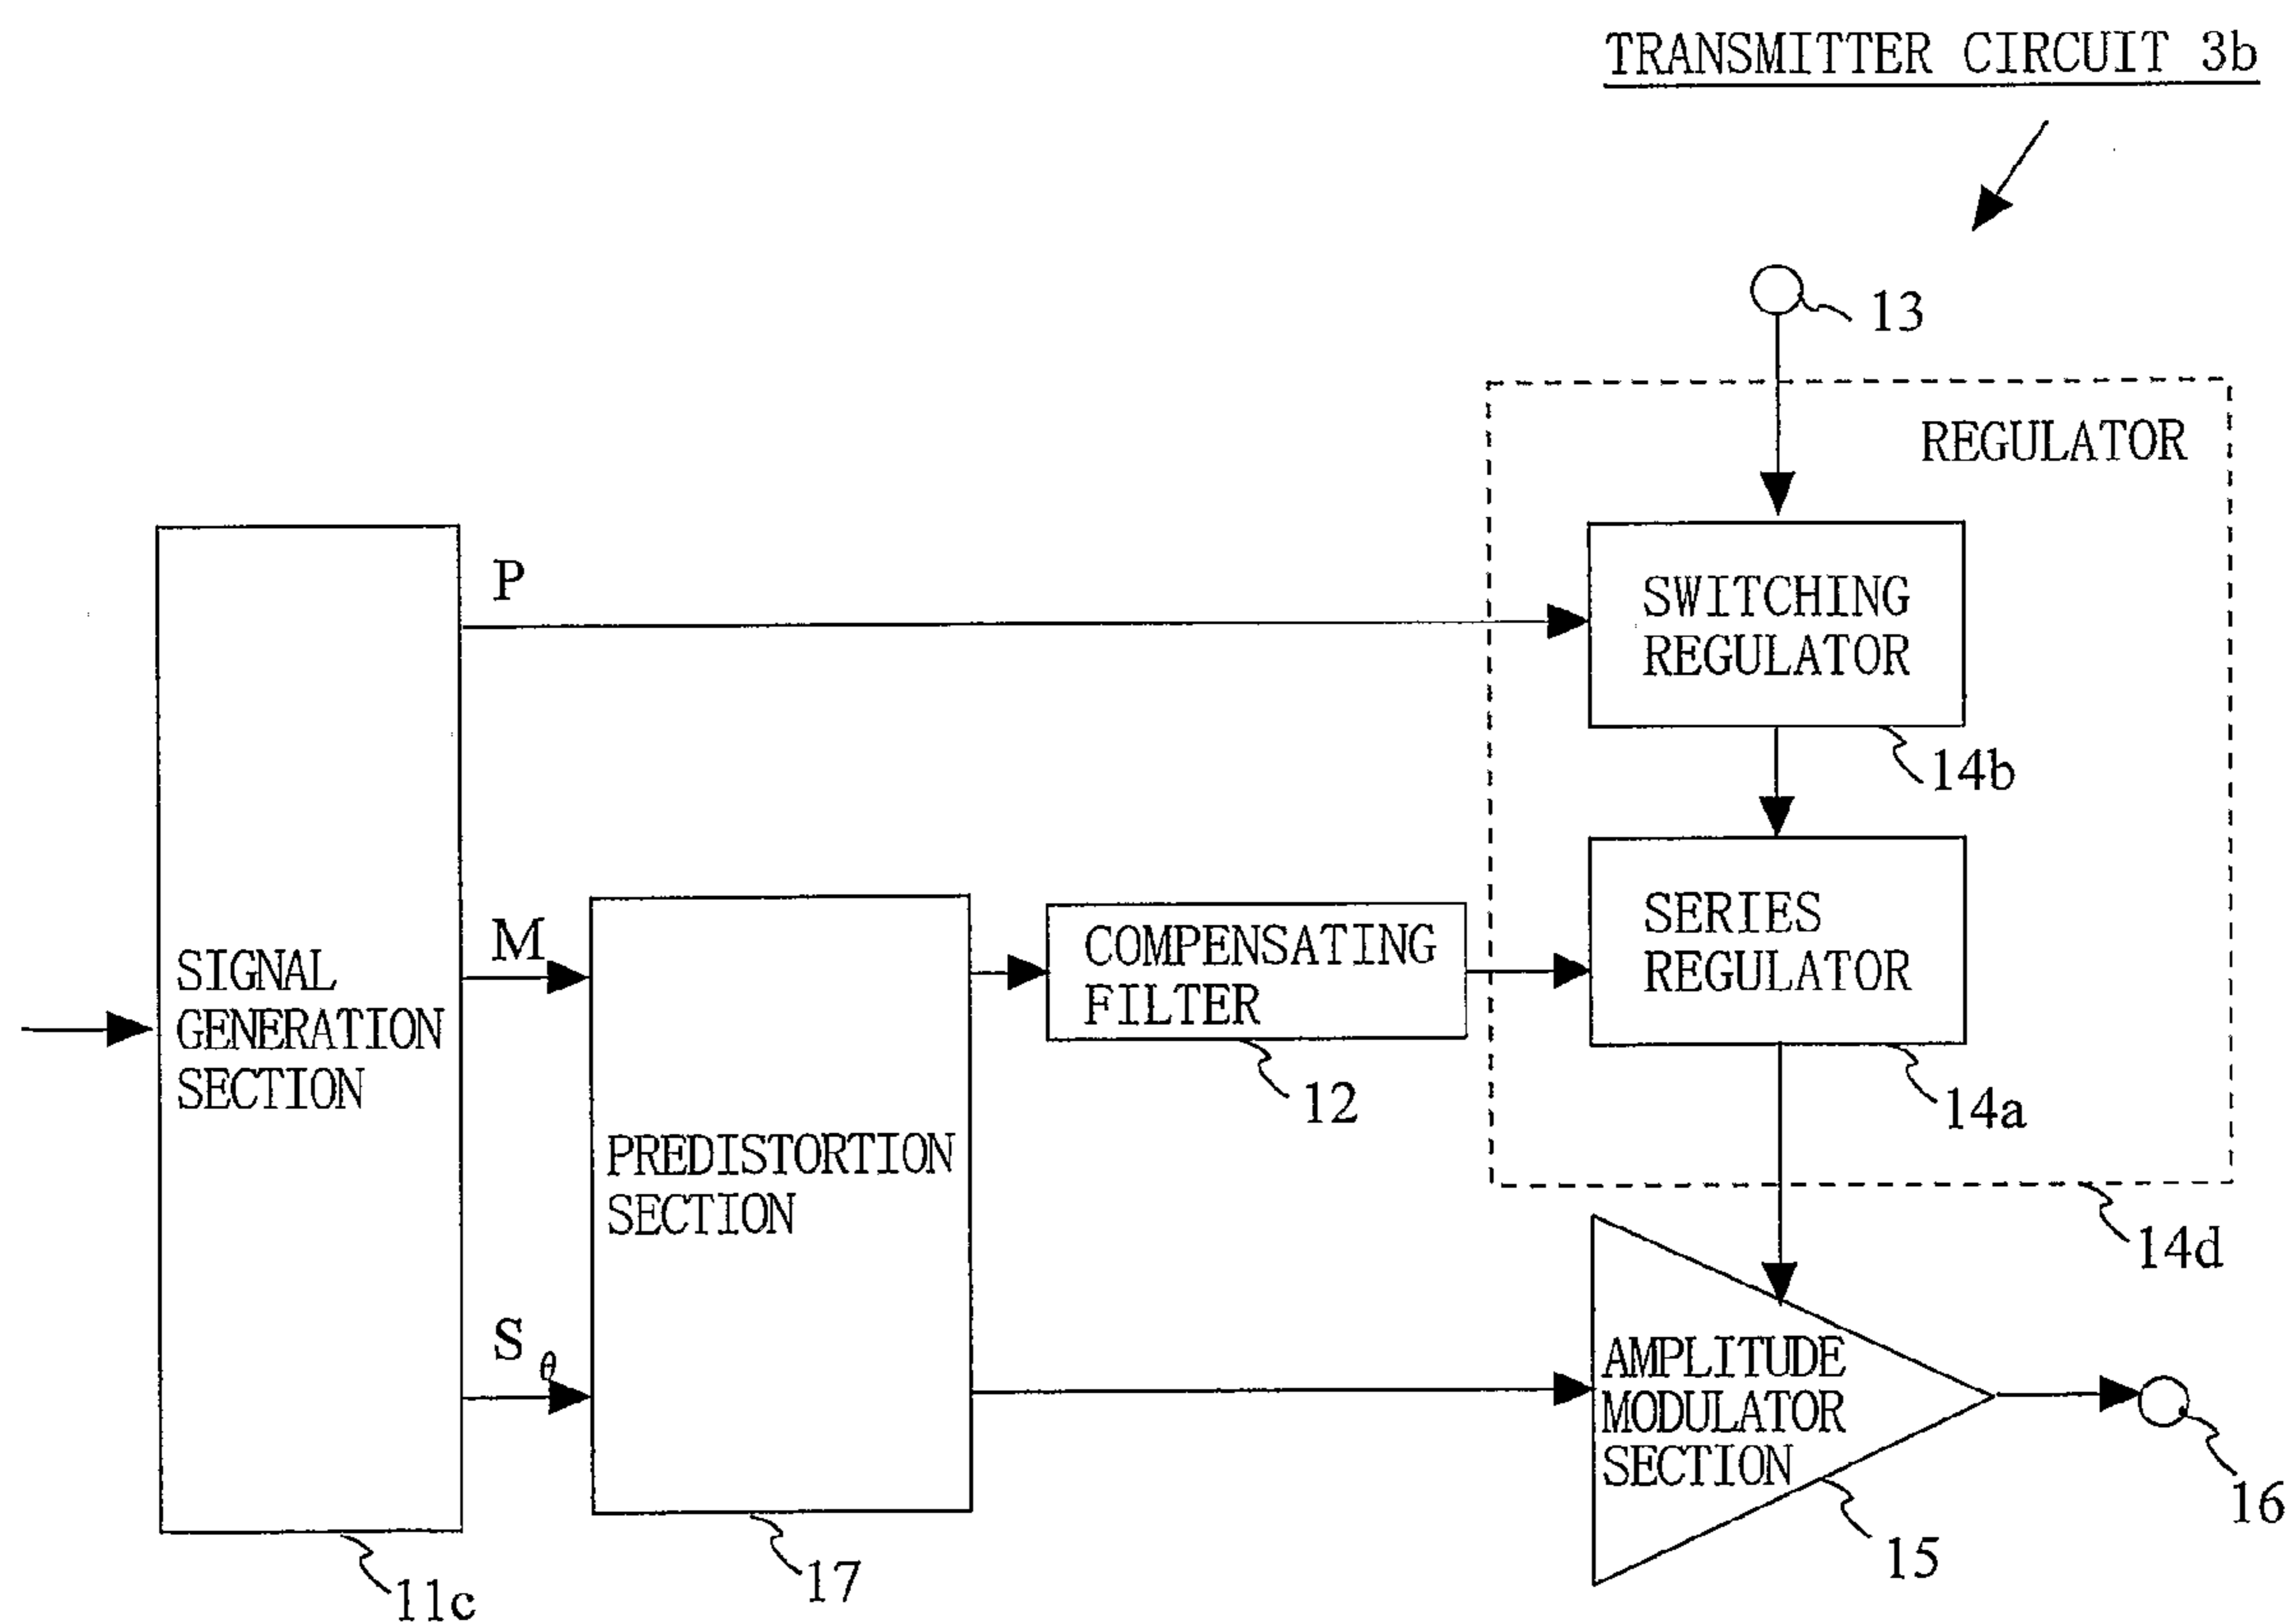 TRANSMITTER CIRCUIT 3b
13
REGULATOR
P
SWITCHING
REGULATOR
14b
M
SIGNAL
GENERATION
SECTION
COMPENSATING
FILTER
12
SERIES
REGULATOR
14a
PREDISTORTION
SECTION
14d
Sθ
AMPLITUDE
MODULATOR
SECTION
16
15
17
11c